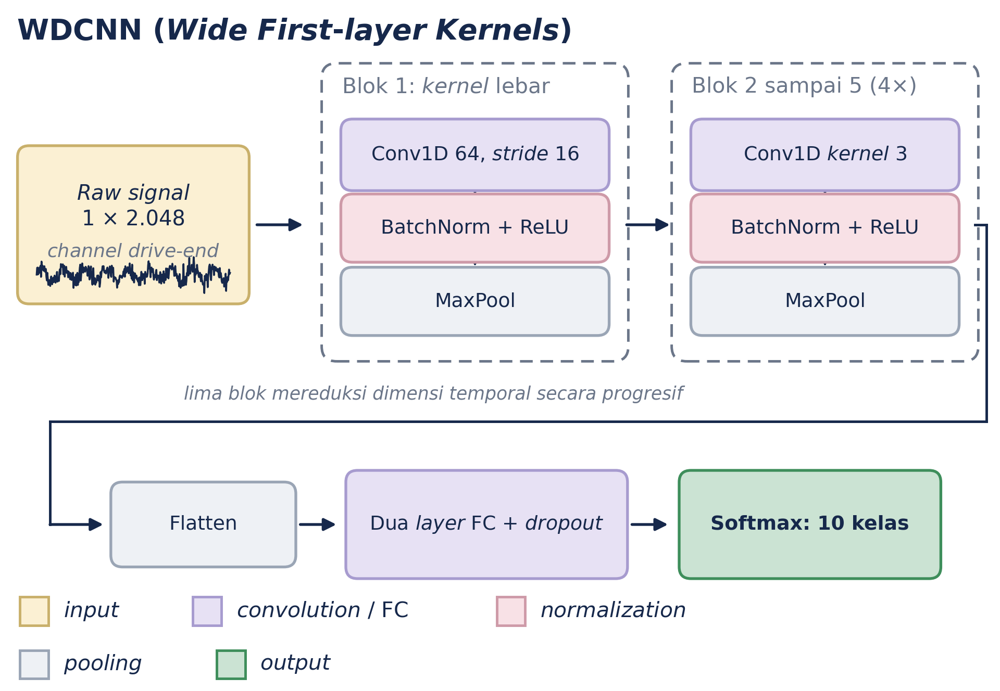 WDCNN (Wide First-layer Kernels)
Blok 1: kernel lebar
Blok 2 sampai 5 (4×)
Raw signal
1 × 2.048
channel drive-end
Conv1D 64, stride 16
BatchNorm + ReLU
MaxPool
Conv1D kernel 3
BatchNorm + ReLU
MaxPool
lima blok mereduksi dimensi temporal secara progresif
Flatten
Dua layer FC + dropout
Softmax: 10 kelas
input
convolution / FC
normalization
pooling
output